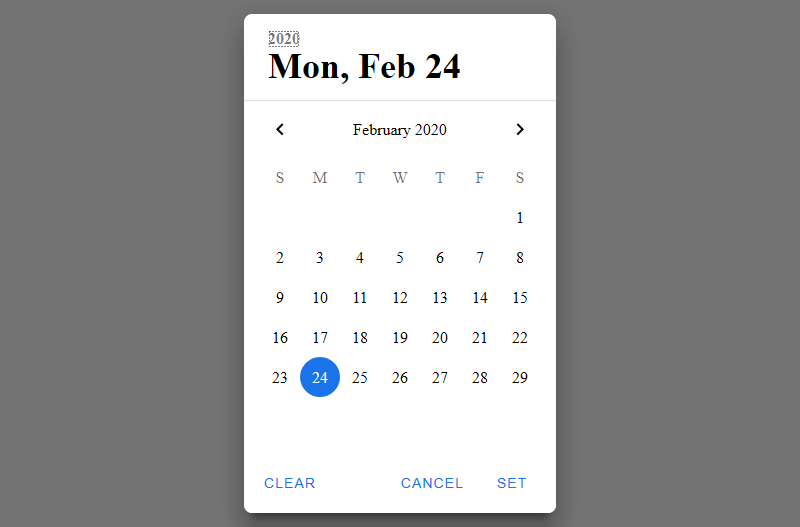 2020
Mon, Feb 24
February 2020
S M T W T F S
1
2 3 4 5 6 7 8
9 10 11 12 13 14 15
16 17 18 19 20 21 22
23 24 25 26 27 28 29
CLEAR CANCEL SET